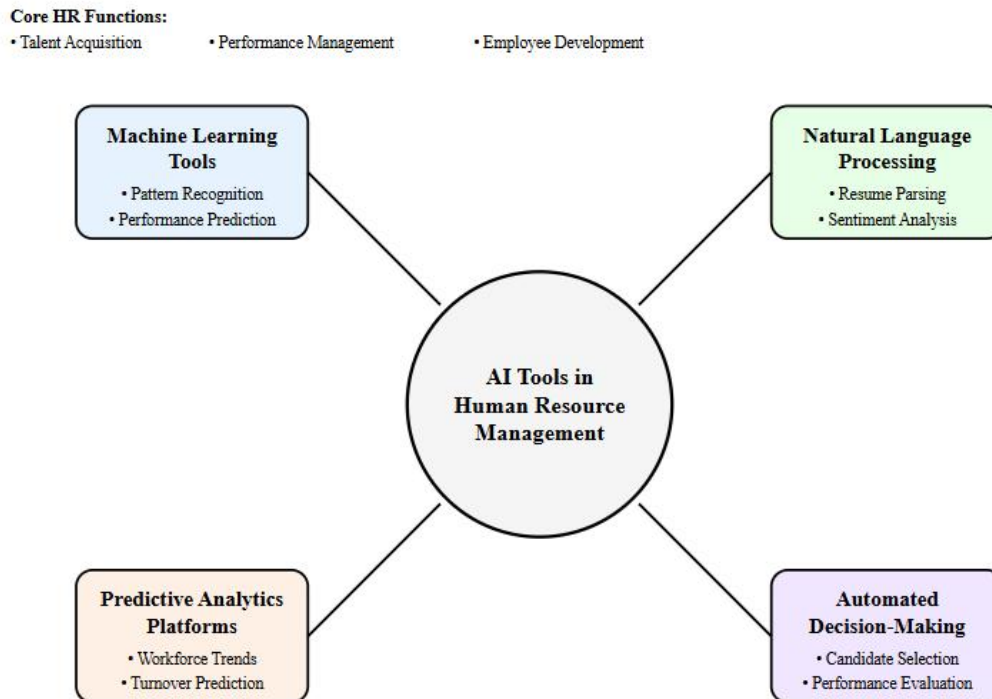 Core HR Functions:
• Talent Acquisition • Performance Management • Employee Development
Machine Learning
Tools
• Pattern Recognition
• Performance Prediction
Natural Language
Processing
• Resume Parsing
• Sentiment Analysis
AI Tools in
Human Resource
Management
Predictive Analytics
Platforms
• Workforce Trends
• Turnover Prediction
Automated
Decision-Making
• Candidate Selection
• Performance Evaluation